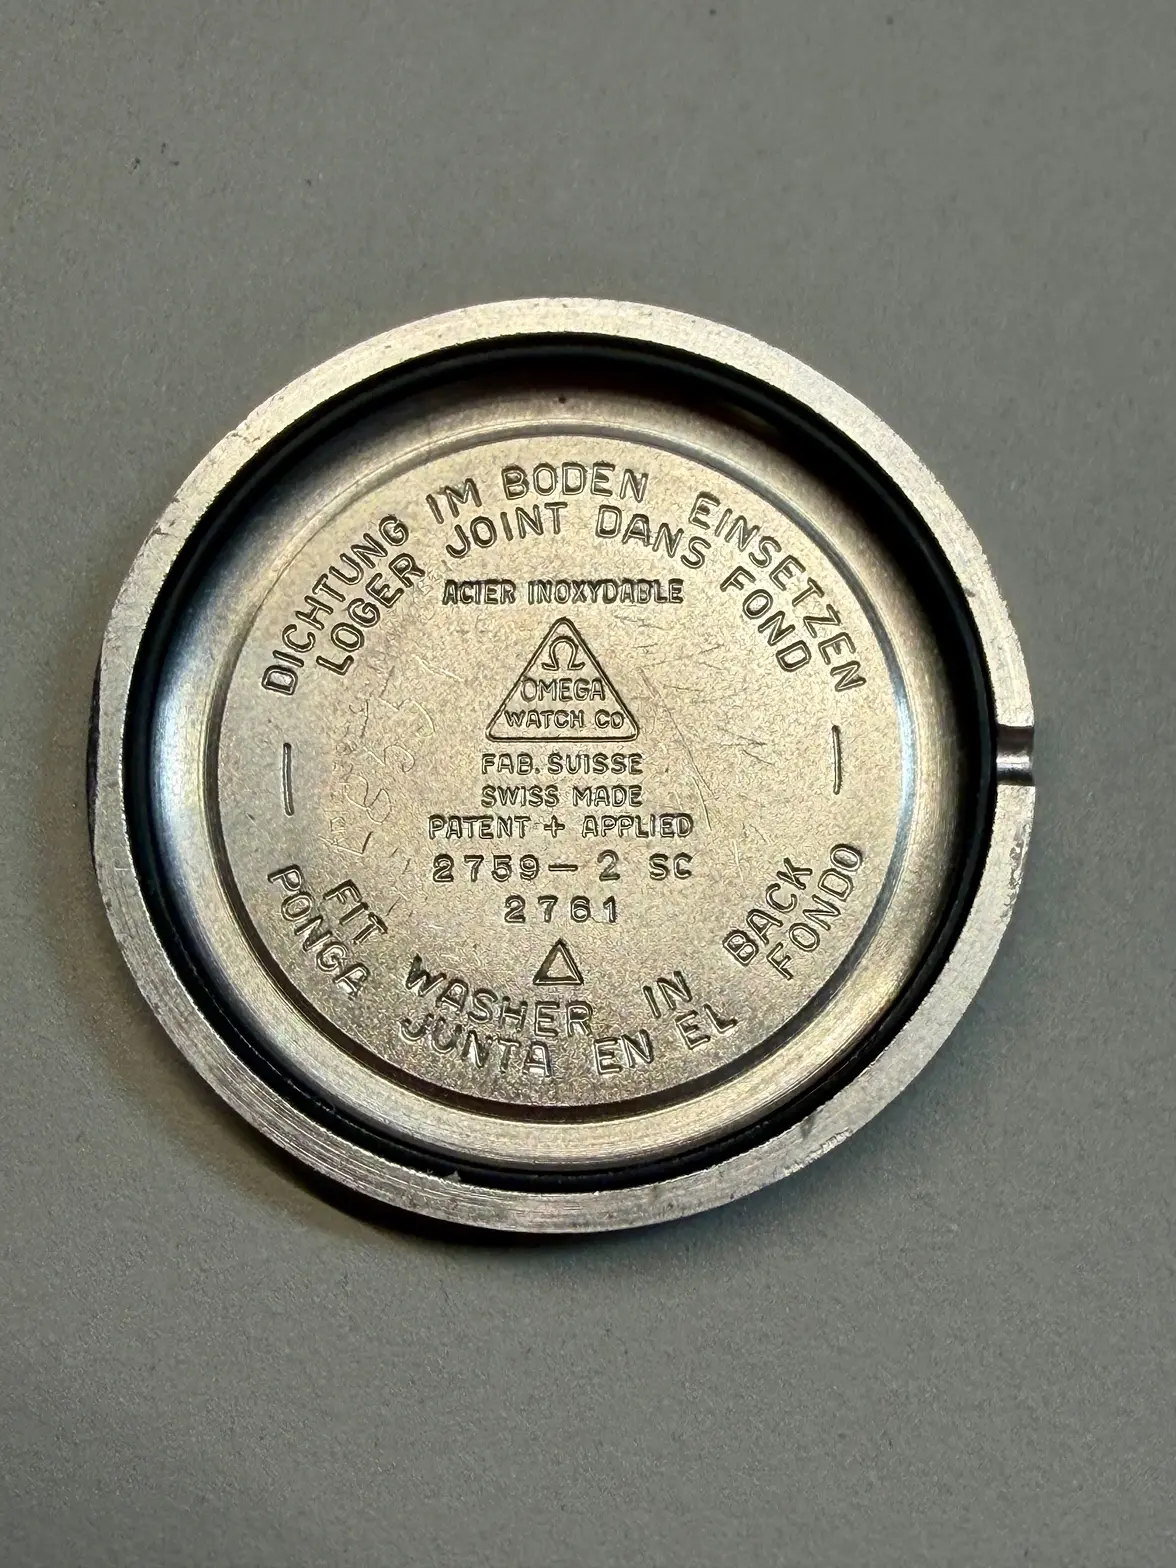 DICHTUNG IM BODEN EINSETZEN
LOGER JOINT DANS FOND
ACIER INOXYDABLE
Ω
OMEGA
WATCH CO
FAB. SUISSE
SWISS MADE
PATENT + APPLIED
2759 — 2 SC
2761
FIT WASHER IN BACK
PONGA JUNTA EN EL FONDO